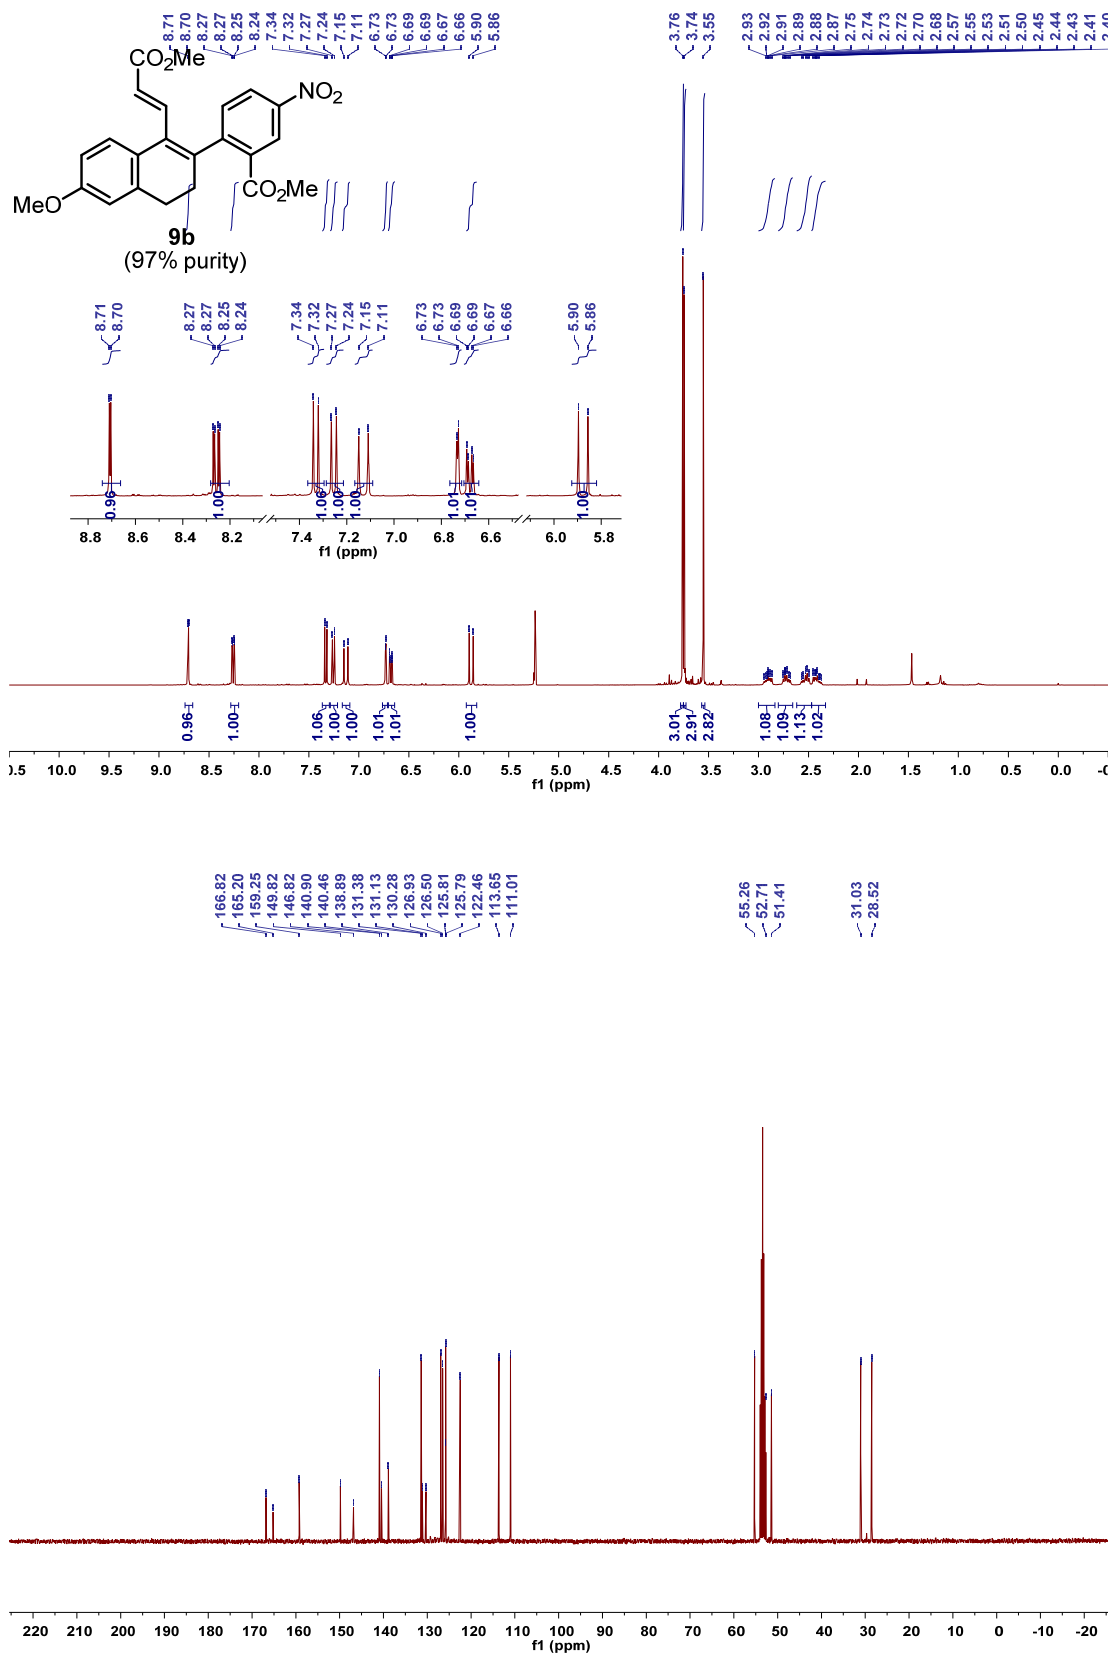 8.71 8.70 8.27 8.27 8.25 8.24 7.34 7.32 7.27 7.24 7.15 7.11 6.73 6.73 6.69 6.69 6.67 6.66 5.90 5.86 3.76 3.74 3.55 2.93 2.92 2.91 2.89 2.88 2.87 2.75 2.74 2.73 2.72 2.70 2.68 2.57 2.55 2.53 2.51 2.50 2.45 2.44 2.43 2.41
CO2Me
NO2
CO2Me
MeO
9b
(97% purity)
8.71 8.70 8.27 8.27 8.25 8.24 7.34 7.32 7.27 7.24 7.15 7.11 6.73 6.73 6.69 6.69 6.67 6.66 5.90 5.86
0.96 1.00 1.06 1.00 1.00 1.01 1.01 1.00
8.8 8.6 8.4 8.2 7.4 7.2 7.0 6.8 6.6 6.0 5.8
f1 (ppm)
0.96 1.00 1.06 1.00 1.00 1.01 1.01 1.00 3.01 2.91 2.82 1.08 1.09 1.13 1.02
0.5 10.0 9.5 9.0 8.5 8.0 7.5 7.0 6.5 6.0 5.5 5.0 4.5 4.0 3.5 3.0 2.5 2.0 1.5 1.0 0.5 0.0 -0
f1 (ppm)
166.82 165.20 159.25 149.82 146.82 140.90 140.46 138.89 131.38 131.13 130.28 126.93 126.50 125.81 125.79 122.46 113.65 111.01 55.26 52.71 51.41 31.03 28.52
220 210 200 190 180 170 160 150 140 130 120 110 100 90 80 70 60 50 40 30 20 10 0 -10 -20
f1 (ppm)